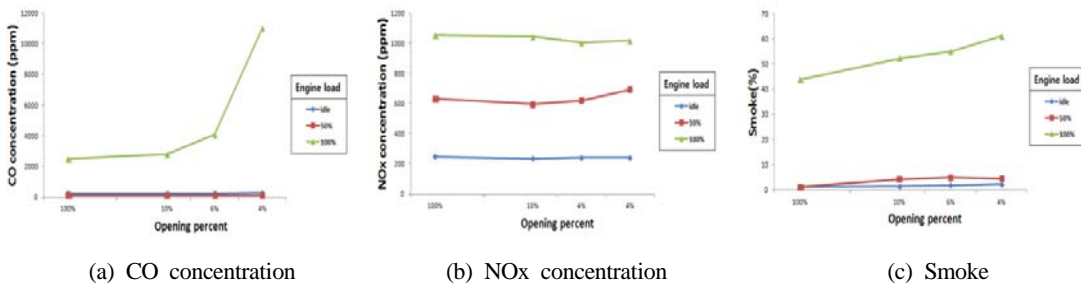 CO concentration (ppm)
12000
10000
8000
6000
4000
2000
0
100%
10%
6%
4%
Opening percent
Engine load
idle
50%
100%
(a) CO concentration
NOx concentration (ppm)
1200
1000
800
600
400
200
0
100%
10%
4%
4%
Opening percent
Engine load
idle
50%
100%
(b) NOx concentration
Smoke(%)
70
60
50
40
30
20
10
0
100%
10%
6%
4%
Opening percent
Engine load
idle
50%
100%
(c) Smoke